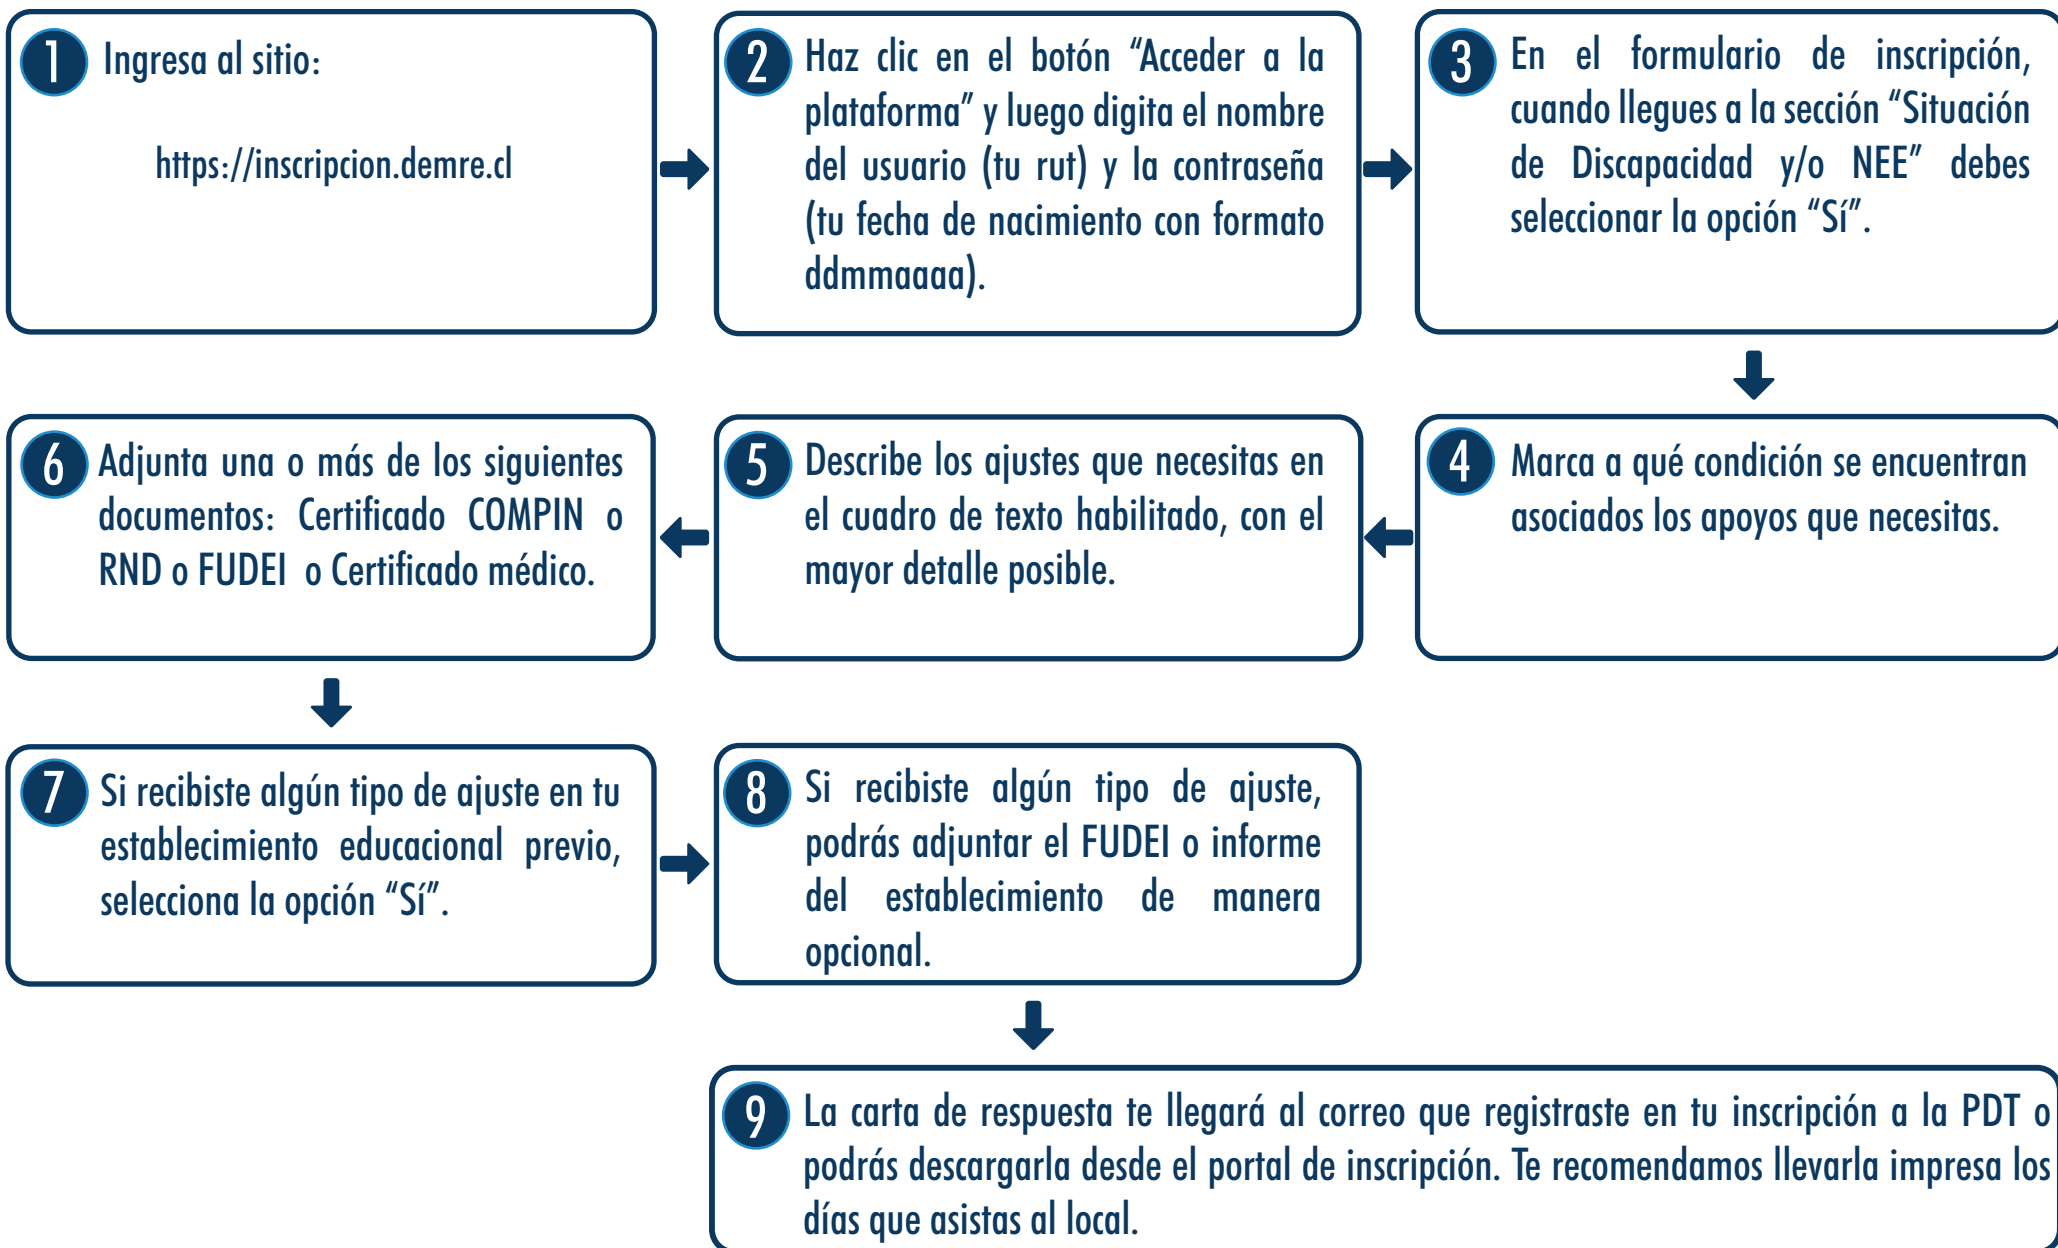 1
Ingresa al sitio:
https://inscripcion.demre.cl
2
Haz clic en el botón “Acceder a la
plataforma” y luego digita el nombre
del usuario (tu rut) y la contraseña
(tu fecha de nacimiento con formato
ddmmaaaa).
3
En el formulario de inscripción,
cuando llegues a la sección “Situación
de Discapacidad y/o NEE” debes
seleccionar la opción “Sí”.
4
Marca a qué condición se encuentran
asociados los apoyos que necesitas.
5
Describe los ajustes que necesitas en
el cuadro de texto habilitado, con el
mayor detalle posible.
6
Adjunta una o más de los siguientes
documentos: Certificado COMPIN o
RND o FUDEI o Certificado médico.
7
Si recibiste algún tipo de ajuste en tu
establecimiento educacional previo,
selecciona la opción “Sí”.
8
Si recibiste algún tipo de ajuste,
podrás adjuntar el FUDEI o informe
del establecimiento de manera
opcional.
9
La carta de respuesta te llegará al correo que registraste en tu inscripción a la PDT o
podrás descargarla desde el portal de inscripción. Te recomendamos llevarla impresa los
días que asistas al local.